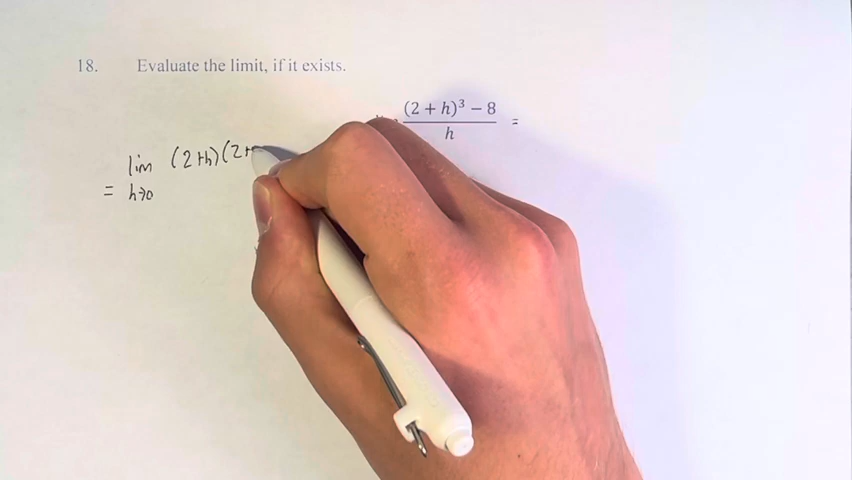 18. Evaluate the limit, if it exists.
(2 + h)³ − 8
h
=
lim (2+h)(2+
= h→0